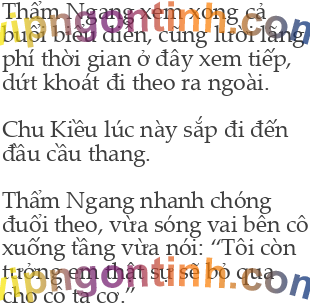 Thẩm Ngang xem xong cả
buổi biểu diễn, cũng lười lãng
phí thời gian ở đây xem tiếp,
dứt khoát đi theo ra ngoài.
Chu Kiều lúc này sắp đi đến
đầu cầu thang.
Thẩm Ngang nhanh chóng
đuổi theo, vừa sóng vai bên cô
xuống tầng vừa nói: “Tôi còn
tưởng em thật sự sẽ bỏ qua
cho cô ta cơ.”